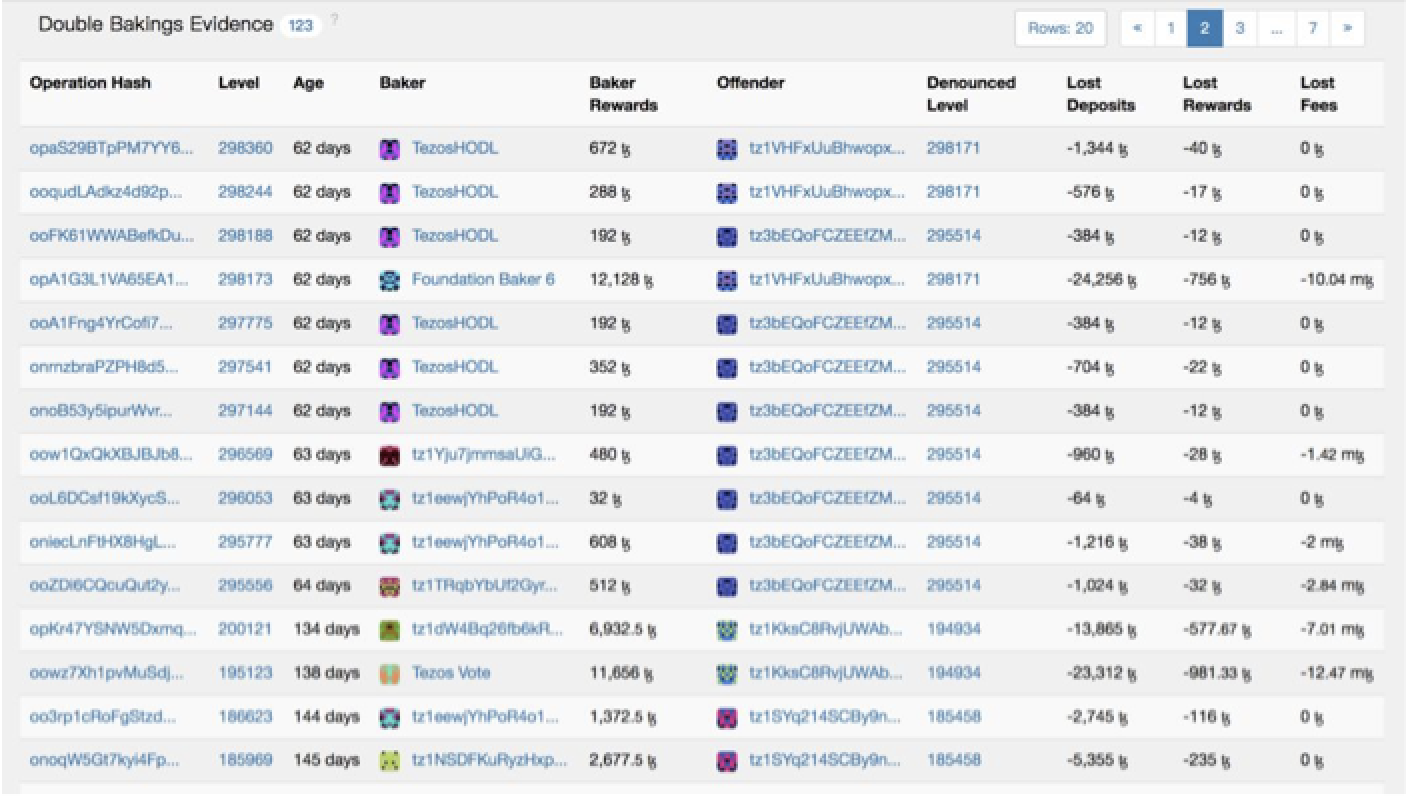 Double Bakings Evidence 123 ?
Rows: 20 « 1 2 3 ... 7 »
Operation Hash Level Age Baker Baker Rewards Offender Denounced Level Lost Deposits Lost Rewards Lost Fees
opaS29BTpPM7YY6... 298360 62 days TezosHODL 672 ꜩ tz1VHFxUuBhwopx... 298171 -1,344 ꜩ -40 ꜩ 0 ꜩ
ooqudLAdkz4d92p... 298244 62 days TezosHODL 288 ꜩ tz1VHFxUuBhwopx... 298171 -576 ꜩ -17 ꜩ 0 ꜩ
ooFK61WWABefkDu... 298188 62 days TezosHODL 192 ꜩ tz3bEQoFCZEEfZM... 295514 -384 ꜩ -12 ꜩ 0 ꜩ
opA1G3L1VA65EA1... 298173 62 days Foundation Baker 6 12,128 ꜩ tz1VHFxUuBhwopx... 298171 -24,256 ꜩ -756 ꜩ -10.04 mꜩ
ooA1Fng4YrCofi7... 297775 62 days TezosHODL 192 ꜩ tz3bEQoFCZEEfZM... 295514 -384 ꜩ -12 ꜩ 0 ꜩ
onmzbraPZPH8d5... 297541 62 days TezosHODL 352 ꜩ tz3bEQoFCZEEfZM... 295514 -704 ꜩ -22 ꜩ 0 ꜩ
onoB53y5ipurWvr... 297144 62 days TezosHODL 192 ꜩ tz3bEQoFCZEEfZM... 295514 -384 ꜩ -12 ꜩ 0 ꜩ
oow1QxQkXBJBJb8... 296569 63 days tz1Yju7jmmsaUiG... 480 ꜩ tz3bEQoFCZEEfZM... 295514 -960 ꜩ -28 ꜩ -1.42 mꜩ
ooL6DCsf19kXycS... 296053 63 days tz1eewjYhPoR4o1... 32 ꜩ tz3bEQoFCZEEfZM... 295514 -64 ꜩ -4 ꜩ 0 ꜩ
oniecLnFtHX8HgL... 295777 63 days tz1eewjYhPoR4o1... 608 ꜩ tz3bEQoFCZEEfZM... 295514 -1,216 ꜩ -38 ꜩ -2 mꜩ
ooZDi6CQcuQut2y... 295556 64 days tz1TRqbYbUf2Gyr... 512 ꜩ tz3bEQoFCZEEfZM... 295514 -1,024 ꜩ -32 ꜩ -2.84 mꜩ
opKr47YSNW5Dxmq... 200121 134 days tz1dW4Bq26fb6kR... 6,932.5 ꜩ tz1KksC8RvjUWAb... 194934 -13,865 ꜩ -577.67 ꜩ -7.01 mꜩ
oowz7Xh1pvMuSdj... 195123 138 days Tezos Vote 11,656 ꜩ tz1KksC8RvjUWAb... 194934 -23,312 ꜩ -981.33 ꜩ -12.47 mꜩ
oo3rp1cRoFgStzd... 186623 144 days tz1eewjYhPoR4o1... 1,372.5 ꜩ tz1SYq214SCBy9n... 185458 -2,745 ꜩ -116 ꜩ 0 ꜩ
onoqW5Gt7kyi4Fp... 185969 145 days tz1NSDFKuRyzHxp... 2,677.5 ꜩ tz1SYq214SCBy9n... 185458 -5,355 ꜩ -235 ꜩ 0 ꜩ